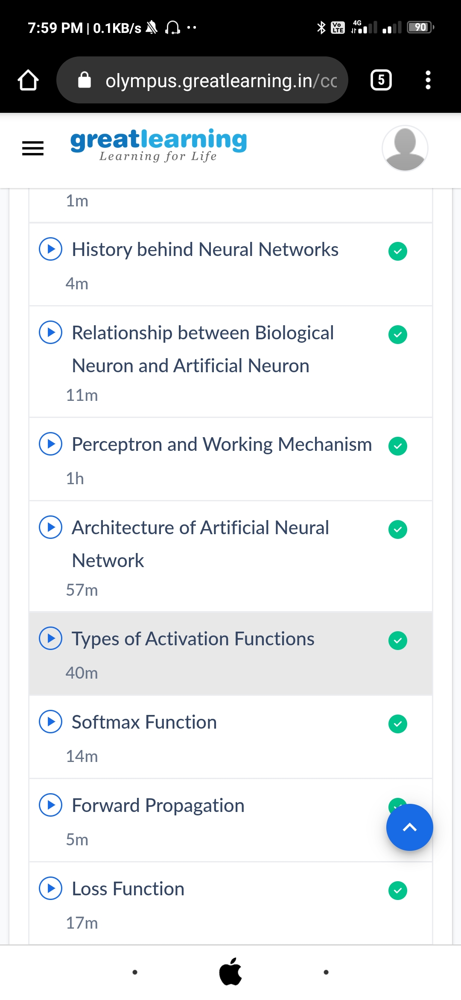 7:59 PM | 0.1KB/s
Vo LTE
4G
90
olympus.greatlearning.in/cc
5
greatlearning
Learning for Life
1m
History behind Neural Networks
4m
Relationship between Biological
Neuron and Artificial Neuron
11m
Perceptron and Working Mechanism
1h
Architecture of Artificial Neural
Network
57m
Types of Activation Functions
40m
Softmax Function
14m
Forward Propagation
5m
Loss Function
17m